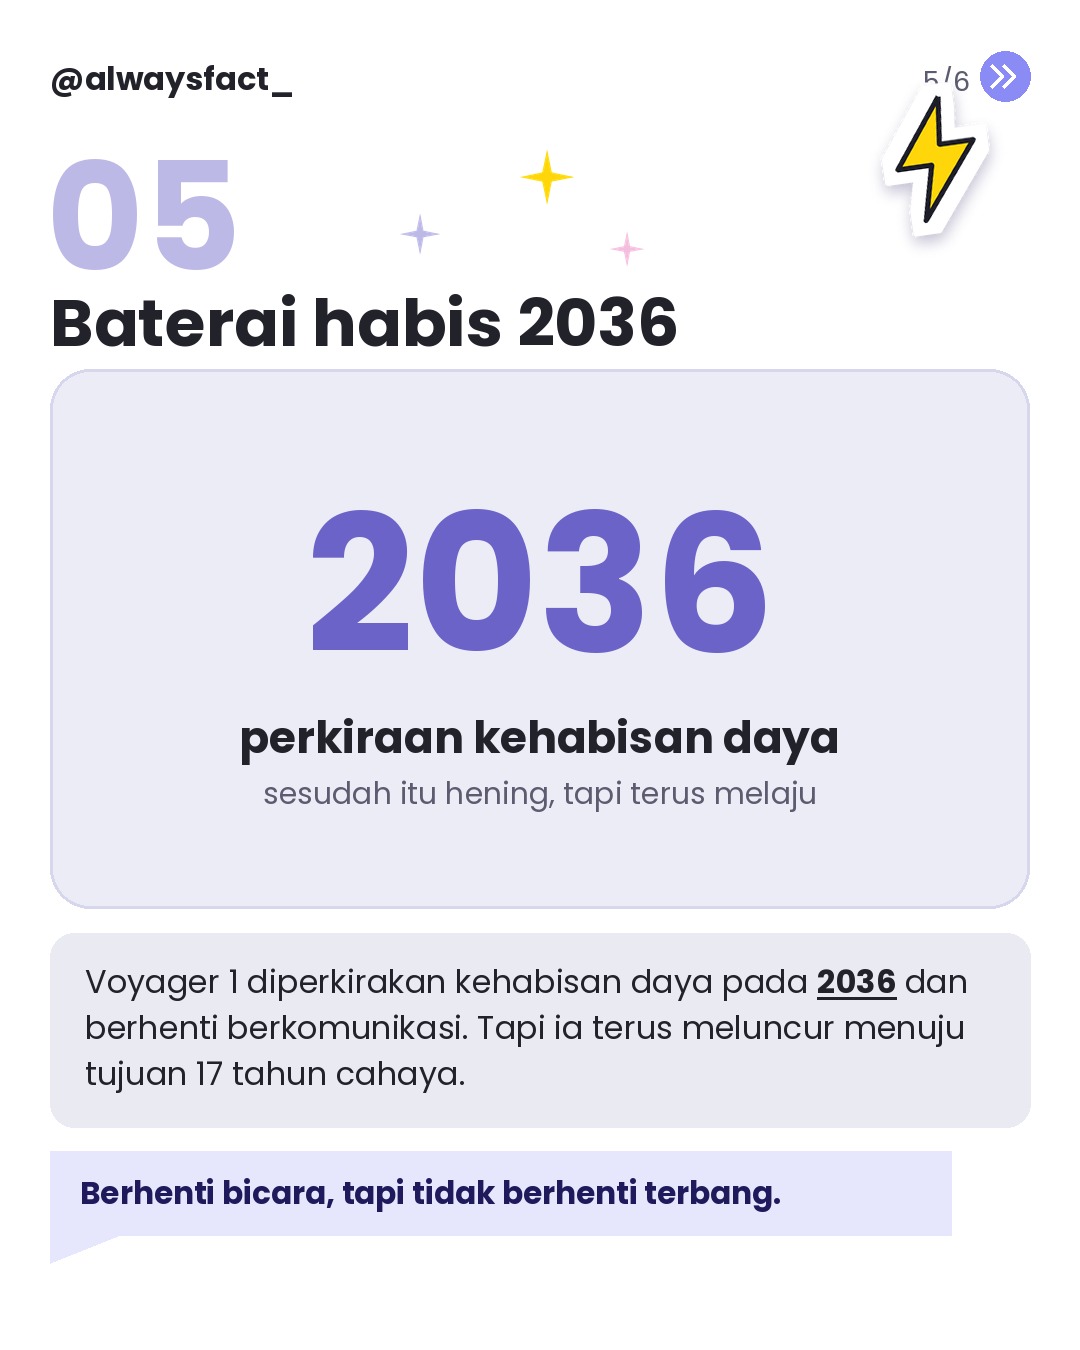 @alwaysfact_
5/6
05
Baterai habis 2036
2036
perkiraan kehabisan daya
sesudah itu hening, tapi terus melaju
Voyager 1 diperkirakan kehabisan daya pada 2036 dan
berhenti berkomunikasi. Tapi ia terus meluncur menuju
tujuan 17 tahun cahaya.
Berhenti bicara, tapi tidak berhenti terbang.